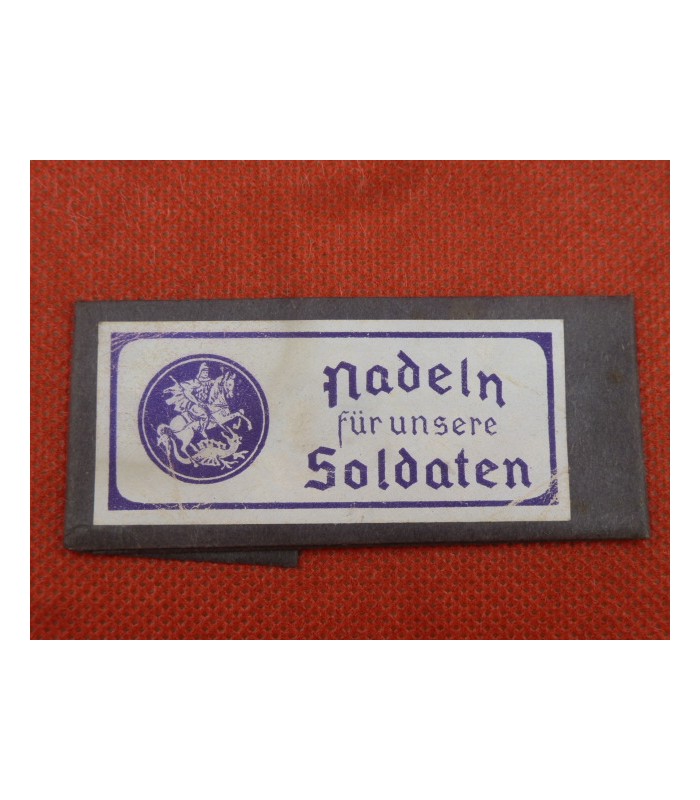 Nadeln
für unsere
Soldaten